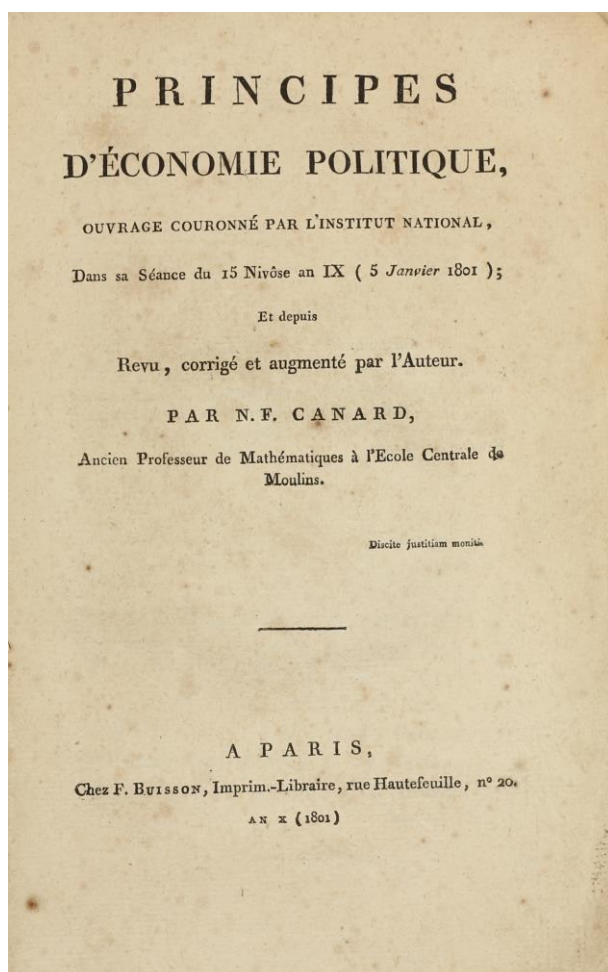 PRINCIPES
D'ÉCONOMIE POLITIQUE,
OUVRAGE COURONNÉ PAR L'INSTITUT NATIONAL,
Dans sa Séance du 15 Nivôse an IX ( 5 Janvier 1801 );
Et depuis
Revu, corrigé et augmenté par l'Auteur.
PAR N. F. CANARD,
Ancien Professeur de Mathématiques à l'Ecole Centrale de
Moulins.
Discite justitiam moniti.
A PARIS,
Chez F. BUISSON, Imprim.-Libraire, rue Hautefeuille, n° 20.
AN X (1801)